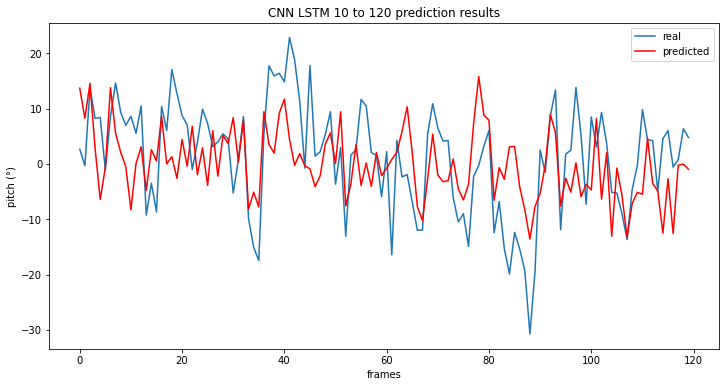 CNN LSTM 10 to 120 prediction results
real
predicted
pitch (°)
20
10
0
−10
−20
−30
0
20
40
60
80
100
120
frames